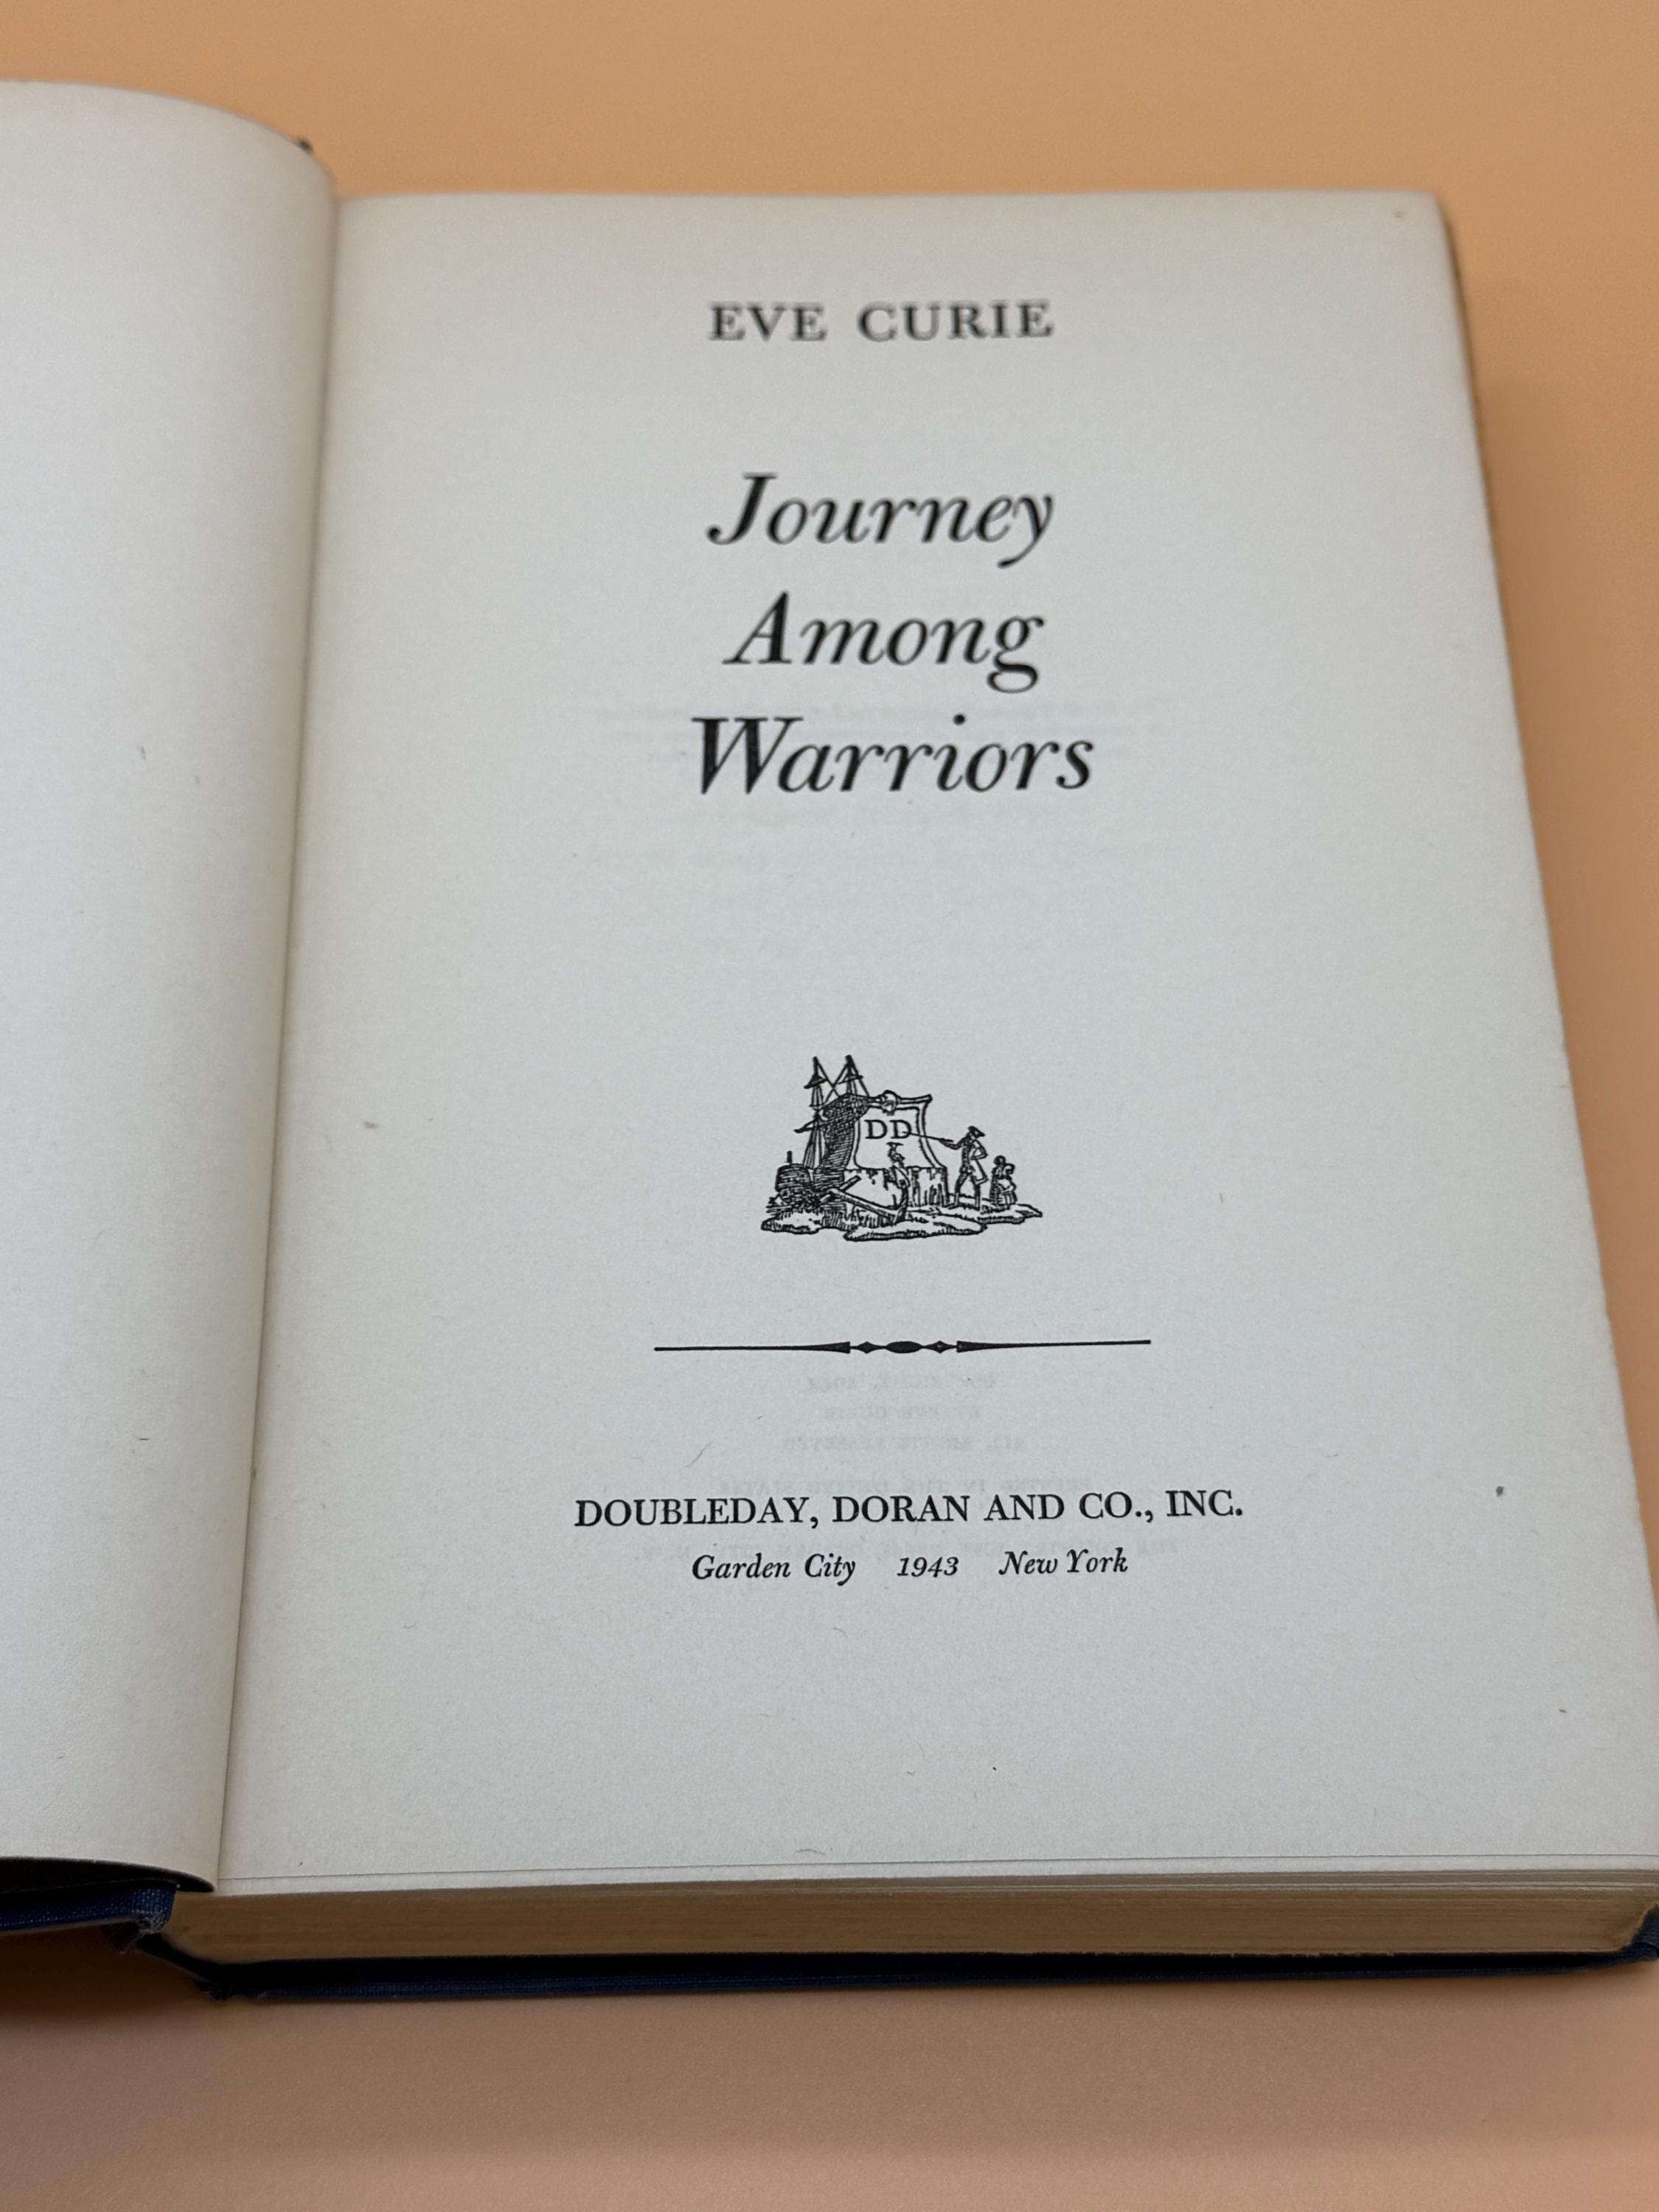 EVE CURIE
Journey
Among
Warriors
DD
DOUBLEDAY, DORAN AND CO., INC.
Garden City 1943 New York